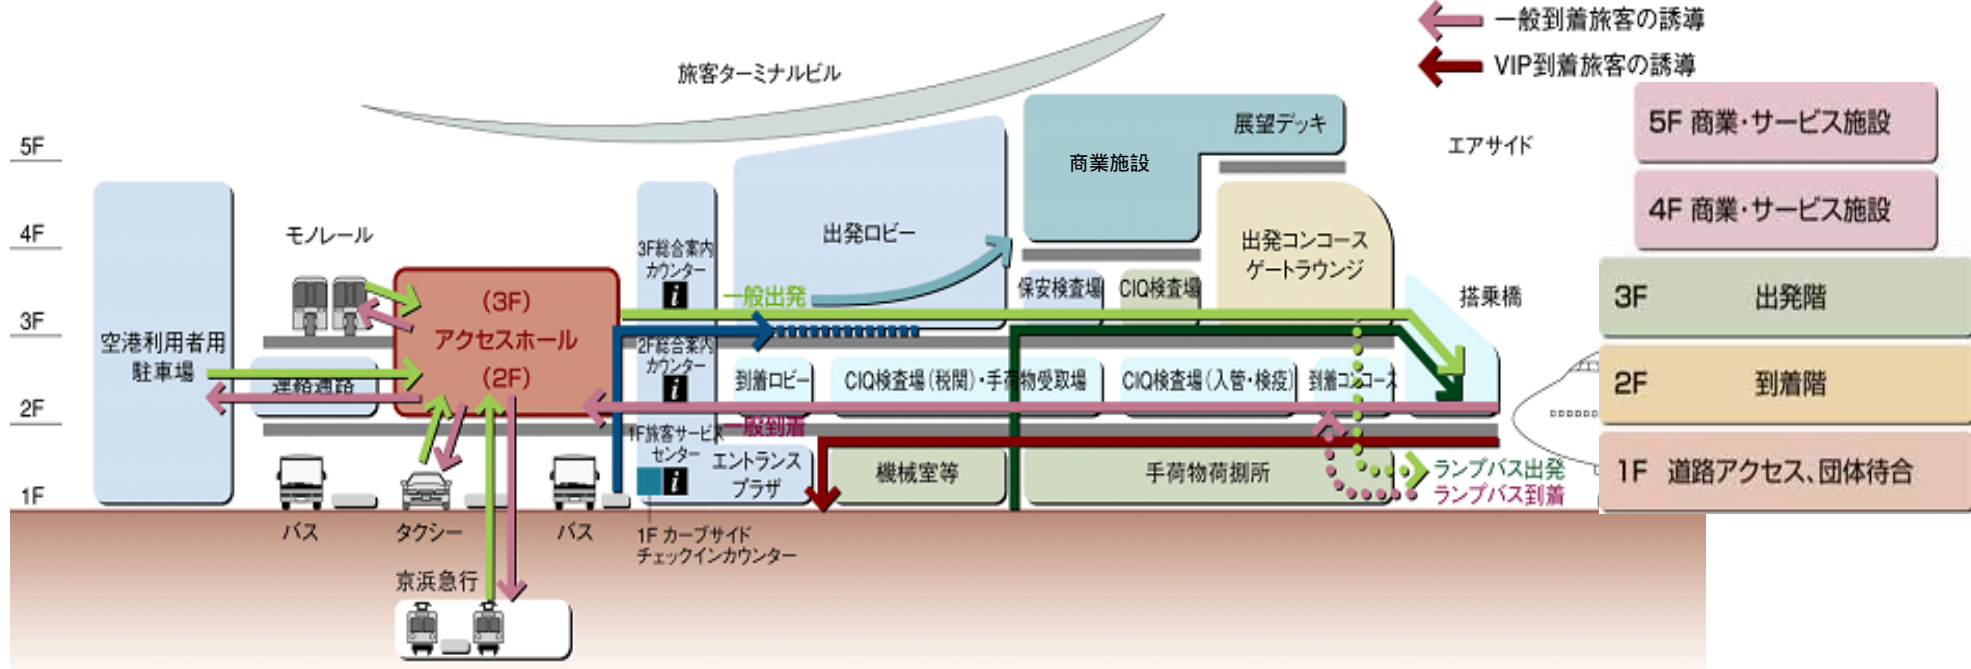 一般到着旅客の誘導
VIP到着旅客の誘導
旅客ターミナルビル
展望デッキ
商業施設
エアサイド
5F
4F
3F
2F
1F
モノレール
空港利用者用
駐車場
連絡通路
(3F)
アクセスホール
(2F)
3F総合案内
カウンター
i
2F総合案内
カウンター
i
1F旅客サービス
センター
i
出発ロビー
一般出発
保安検査場
CIQ検査場
出発コンコース
ゲートラウンジ
搭乗橋
到着ロビー
CIQ検査場(税関)・手荷物受取場
CIQ検査場(入管・検疫)
到着コンコース
一般到着
エントランス
プラザ
機械室等
手荷物荷捌所
ランプバス出発
ランプバス到着
バス
タクシー
バス
1F カーブサイド
チェックインカウンター
京浜急行
5F 商業・サービス施設
4F 商業・サービス施設
3F 出発階
2F 到着階
1F 道路アクセス、団体待合